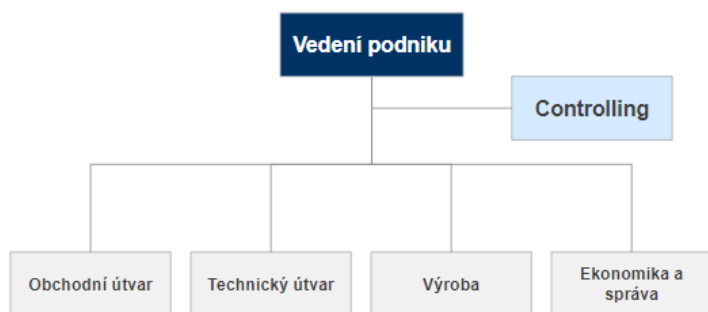 Vedení podniku
Controlling
Obchodní útvar
Technický útvar
Výroba
Ekonomika a
správa